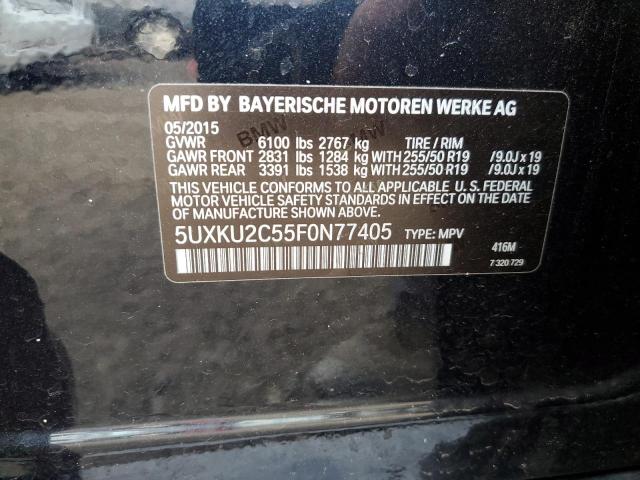 MFD BY BAYERISCHE MOTOREN WERKE AG
05/2015
GVWR 6100 lbs 2767 kg TIRE / RIM
GAWR FRONT 2831 lbs 1284 kg WITH 255/50 R19 /9.0J x 19
GAWR REAR 3391 lbs 1538 kg WITH 255/50 R19 /9.0J x 19
THIS VEHICLE CONFORMS TO ALL APPLICABLE U. S. FEDERAL
MOTOR VEHICLE SAFETY STANDARDS IN EFFECT ON THE
DATE OF MANUFACTURE SHOWN ABOVE.
5UXKU2C55F0N77405 TYPE: MPV
416M
7 320 729
BMW